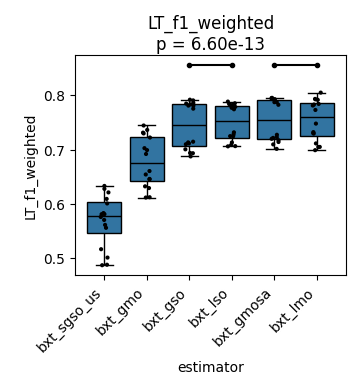 LT_f1_weighted
p = 6.60e-13
LT_f1_weighted
0.8
0.7
0.6
0.5
bxt_sgso_us
bxt_gmo
bxt_gso
bxt_lso
bxt_gmosa
bxt_lmo
estimator